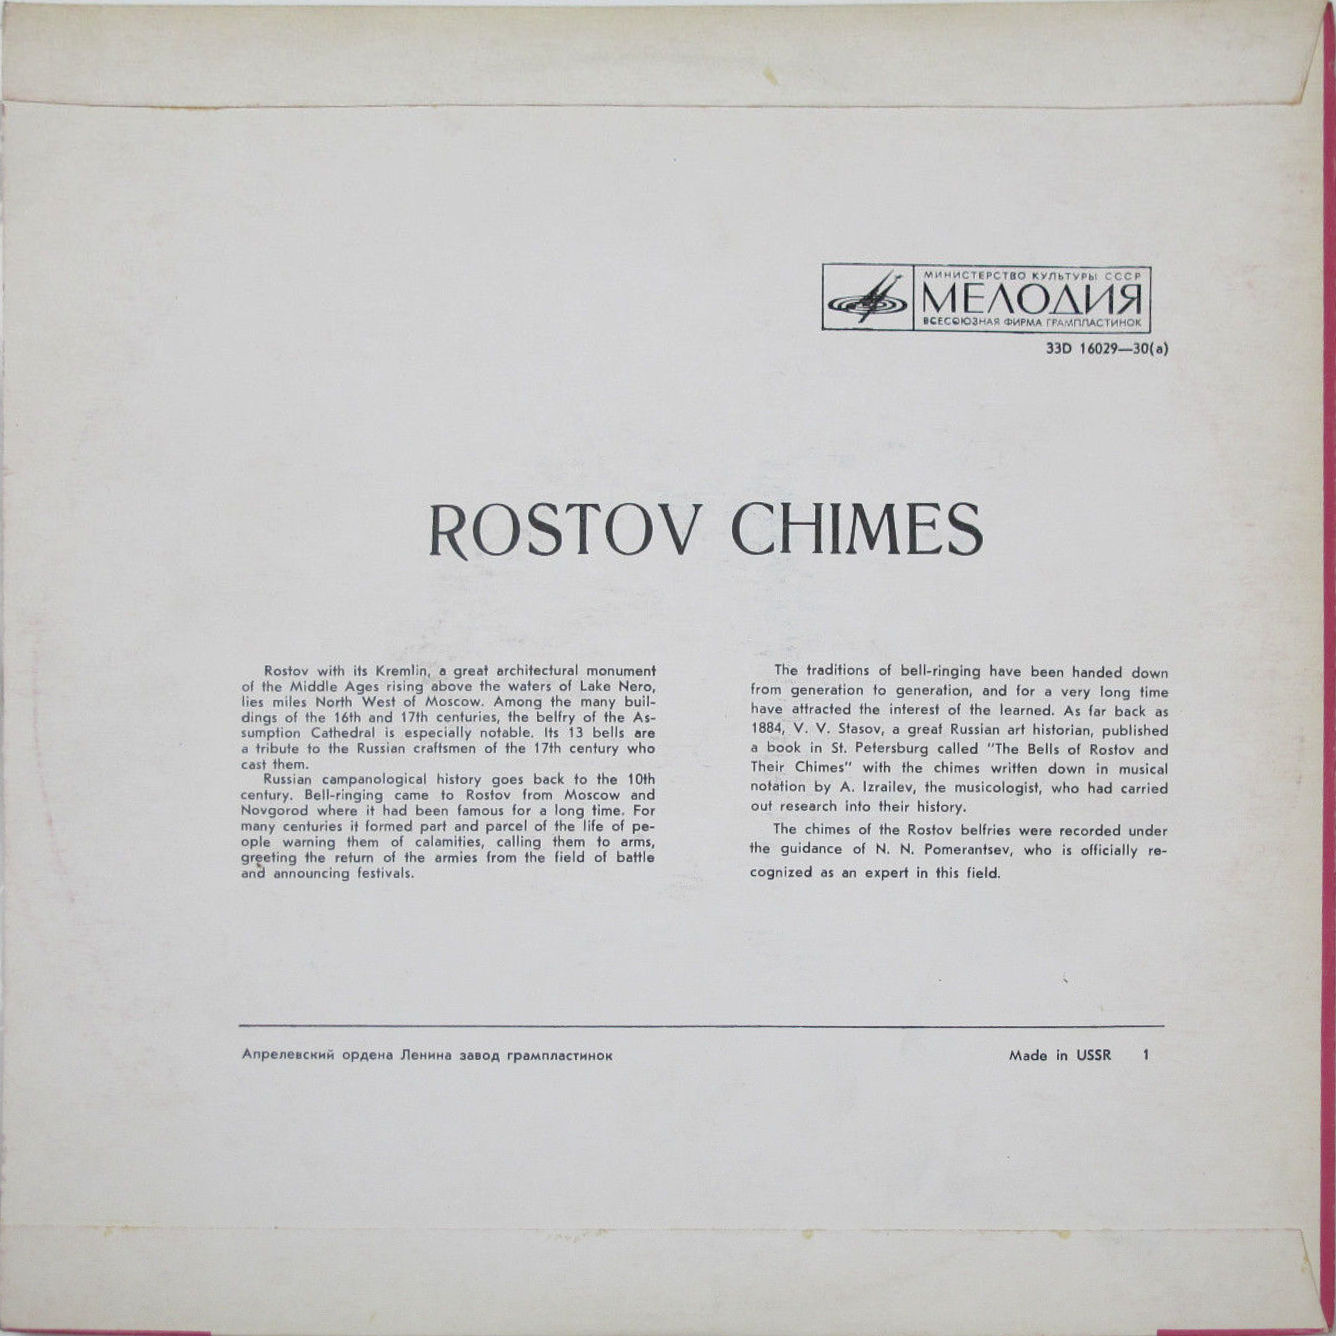 МИНИСТЕРСТВО КУЛЬТУРЫ СССР
МЕЛОДИЯ
ВСЕСОЮЗНАЯ ФИРМА ГРАМПЛАСТИНОК
33D 16029—30(a)
ROSTOV CHIMES
Rostov with its Kremlin, a great architectural monument
of the Middle Ages rising above the waters of Lake Nero,
lies miles North West of Moscow. Among the many buil-
dings of the 16th and 17th centuries, the belfry of the As-
sumption Cathedral is especially notable. Its 13 bells are
a tribute to the Russian craftsmen of the 17th century who
cast them.
Russian campanological history goes back to the 10th
century. Bell-ringing came to Rostov from Moscow and
Novgorod where it had been famous for a long time. For
many centuries it formed part and parcel of the life of pe-
ople warning them of calamities, calling them to arms,
greeting the return of the armies from the field of battle
and announcing festivals.
The traditions of bell-ringing have been handed down
from generation to generation, and for a very long time
have attracted the interest of the learned. As far back as
1884, V. V. Stasov, a great Russian art historian, published
a book in St. Petersburg called "The Bells of Rostov and
Their Chimes" with the chimes written down in musical
notation by A. Izrailev, the musicologist, who had carried
out research into their history.
The chimes of the Rostov belfries were recorded under
the guidance of N. N. Pomerantsev, who is officially re-
cognized as an expert in this field.
Апрелевский ордена Ленина завод грампластинок
Made in USSR 1